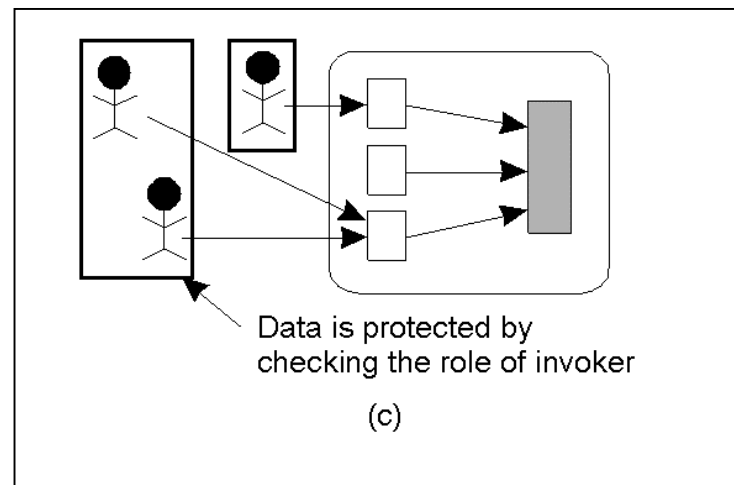 Data is protected by
checking the role of invoker
(c)